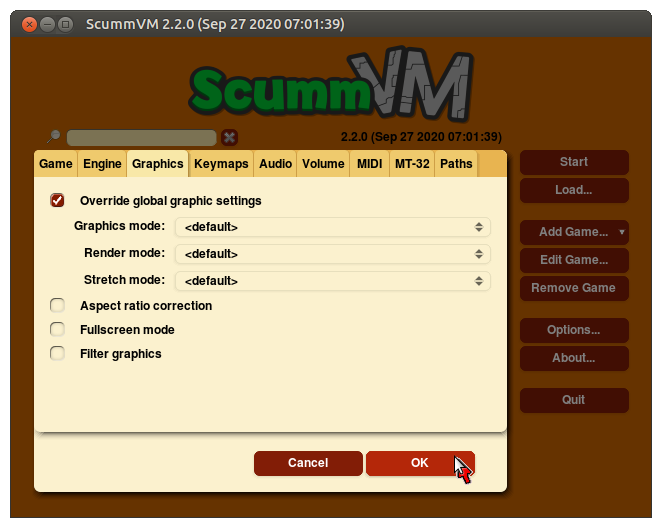 ScummVM 2.2.0 (Sep 27 2020 07:01:39)
ScummVM
2.2.0 (Sep 27 2020 07:01:39)
Game Engine Graphics Keymaps Audio Volume MIDI MT-32 Paths
Override global graphic settings
Graphics mode: <default>
Render mode: <default>
Stretch mode: <default>
Aspect ratio correction
Fullscreen mode
Filter graphics
Cancel OK
Start
Load...
Add Game...
Edit Game...
Remove Game
Options...
About...
Quit